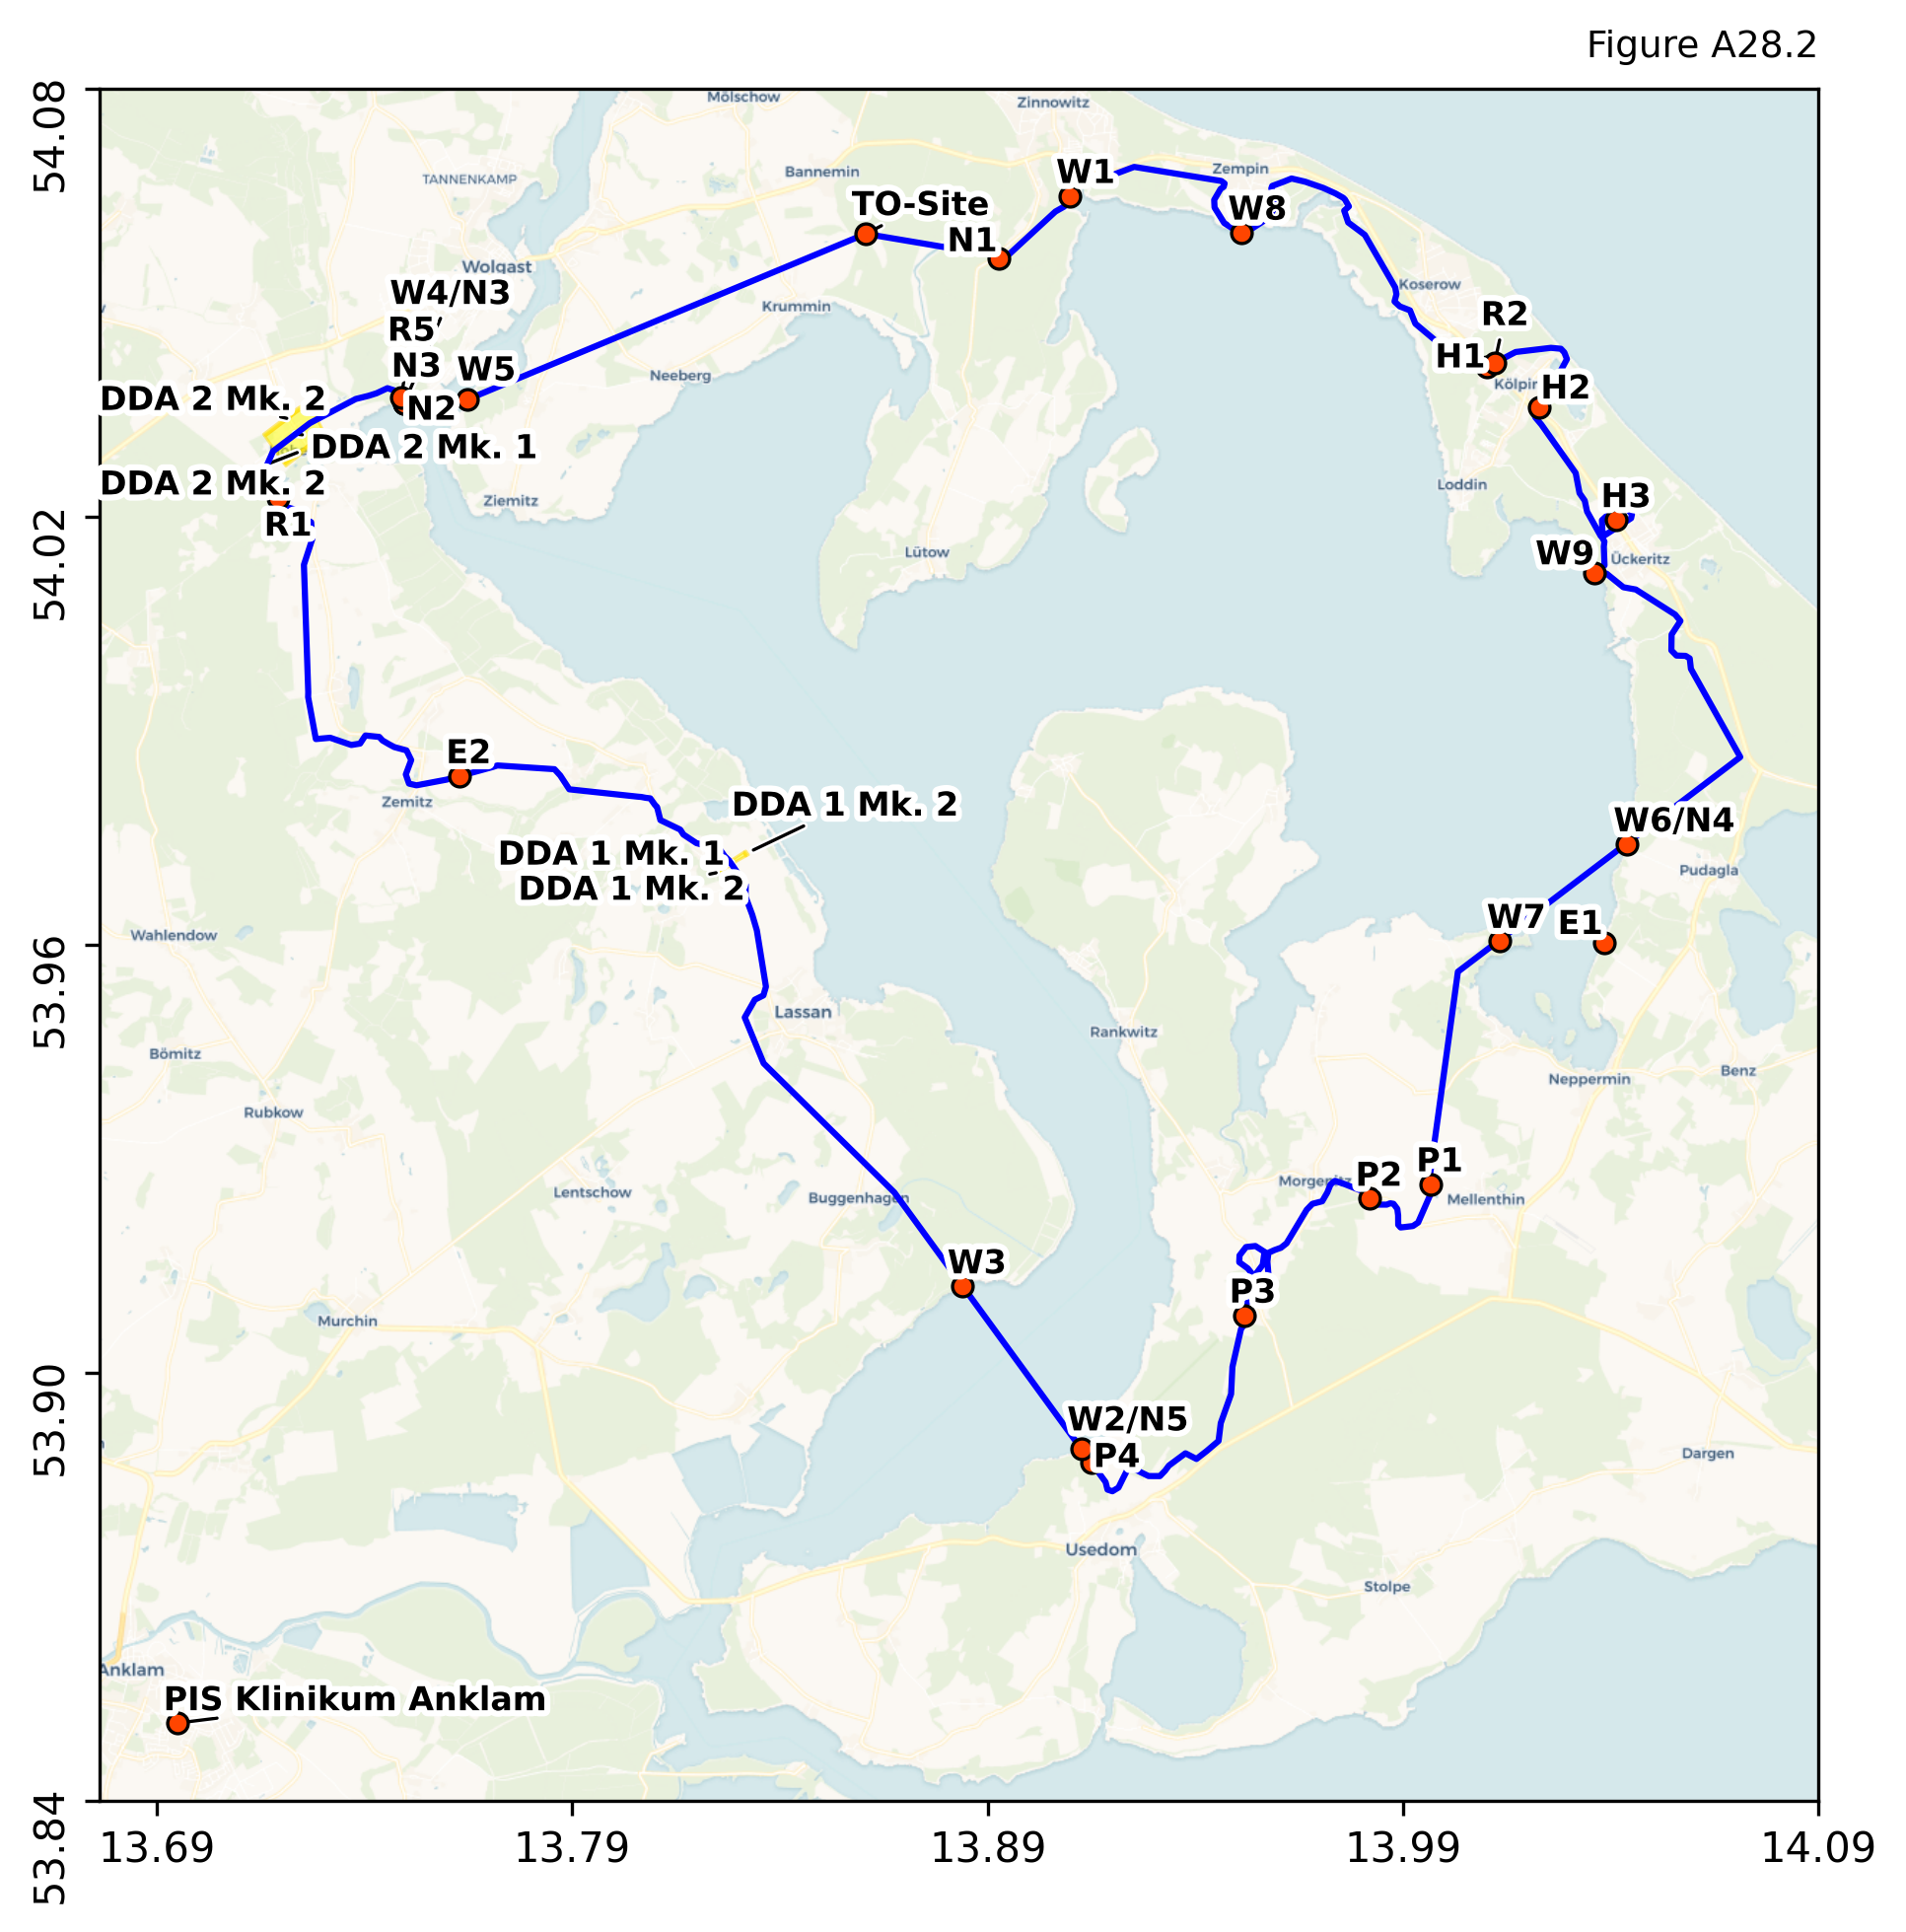 Figure A28.2
54.08
54.02
53.96
53.90
53.84
13.69
13.79
13.89
13.99
14.09
Mölschow
Zinnowitz
TANNENKAMP
Bannemin
W1
Zempin
TO-Site
W8
N1
Wolgast
W4/N3
Krummin
Koserow
R5
R2
N3
W5
Neeberg
H1
DDA 2 Mk. 2
N2
H2
DDA 2 Mk. 1
DDA 2 Mk. 2
Ziemitz
Loddin
H3
R1
Lütow
W9
Ückeritz
E2
Zemitz
DDA 1 Mk. 2
W6/N4
DDA 1 Mk. 1
DDA 1 Mk. 2
Pudagla
W7
E1
Wahlendow
Lassan
Rankwitz
Bömitz
Benz
Neppermin
Rubkow
P1
P2
Lentschow
Buggenhagen
Mellenthin
W3
P3
Murchin
W2/N5
P4
Dargen
Usedom
Stolpe
Anklam
PIS Klinikum Anklam